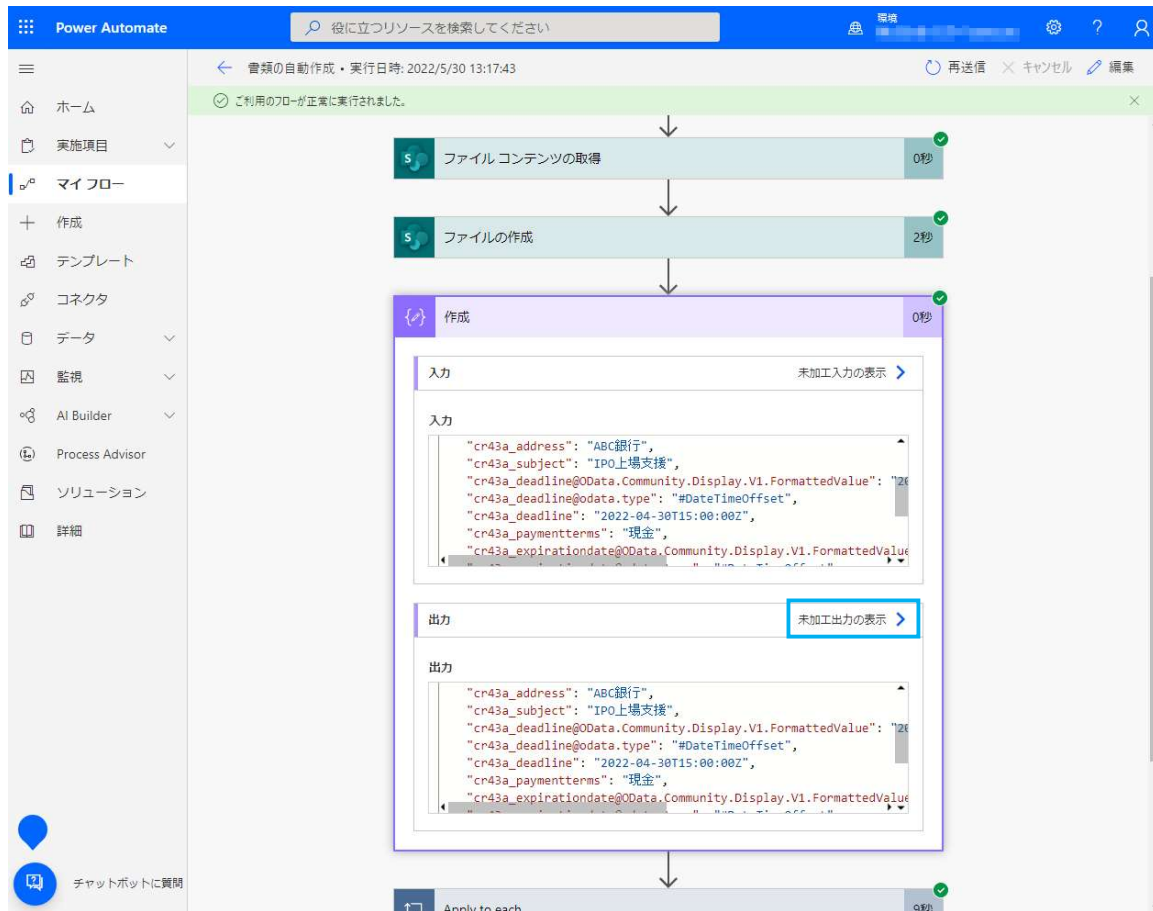 Power Automate
役に立つリソースを検索してください
環境
書類の自動作成 • 実行日時: 2022/5/30 13:17:43
再送信
キャンセル
編集
ご利用のフローが正常に実行されました。
ホーム
実施項目
マイ フロー
作成
テンプレート
コネクタ
データ
監視
AI Builder
Process Advisor
ソリューション
詳細
チャットボットに質問
ファイル コンテンツの取得
0秒
ファイルの作成
2秒
作成
0秒
入力
未加工入力の表示
入力
"cr43a_address": "ABC銀行",
"cr43a_subject": "IPO上場支援",
"cr43a_deadline@OData.Community.Display.V1.FormattedValue": "20
"cr43a_deadline@odata.type": "#DateTimeOffset",
"cr43a_deadline": "2022-04-30T15:00:00Z",
"cr43a_paymentterms": "現金",
"cr43a_expirationdate@OData.Community.Display.V1.FormattedValue
出力
未加工出力の表示
出力
"cr43a_address": "ABC銀行",
"cr43a_subject": "IPO上場支援",
"cr43a_deadline@OData.Community.Display.V1.FormattedValue": "20
"cr43a_deadline@odata.type": "#DateTimeOffset",
"cr43a_deadline": "2022-04-30T15:00:00Z",
"cr43a_paymentterms": "現金",
"cr43a_expirationdate@OData.Community.Display.V1.FormattedValue
Apply to each
9秒